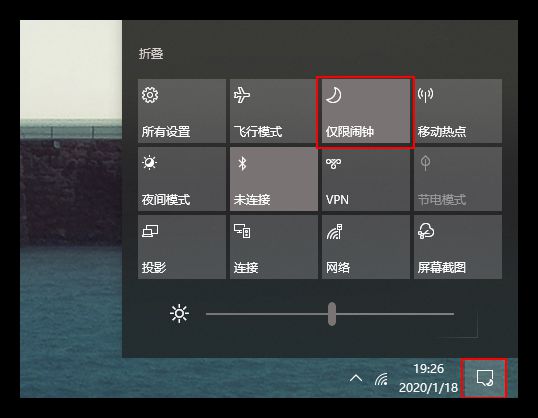 折叠
所有设置
飞行模式
仅限闹钟
移动热点
夜间模式
未连接
VPN
节电模式
投影
连接
网络
屏幕截图
19:26
2020/1/18